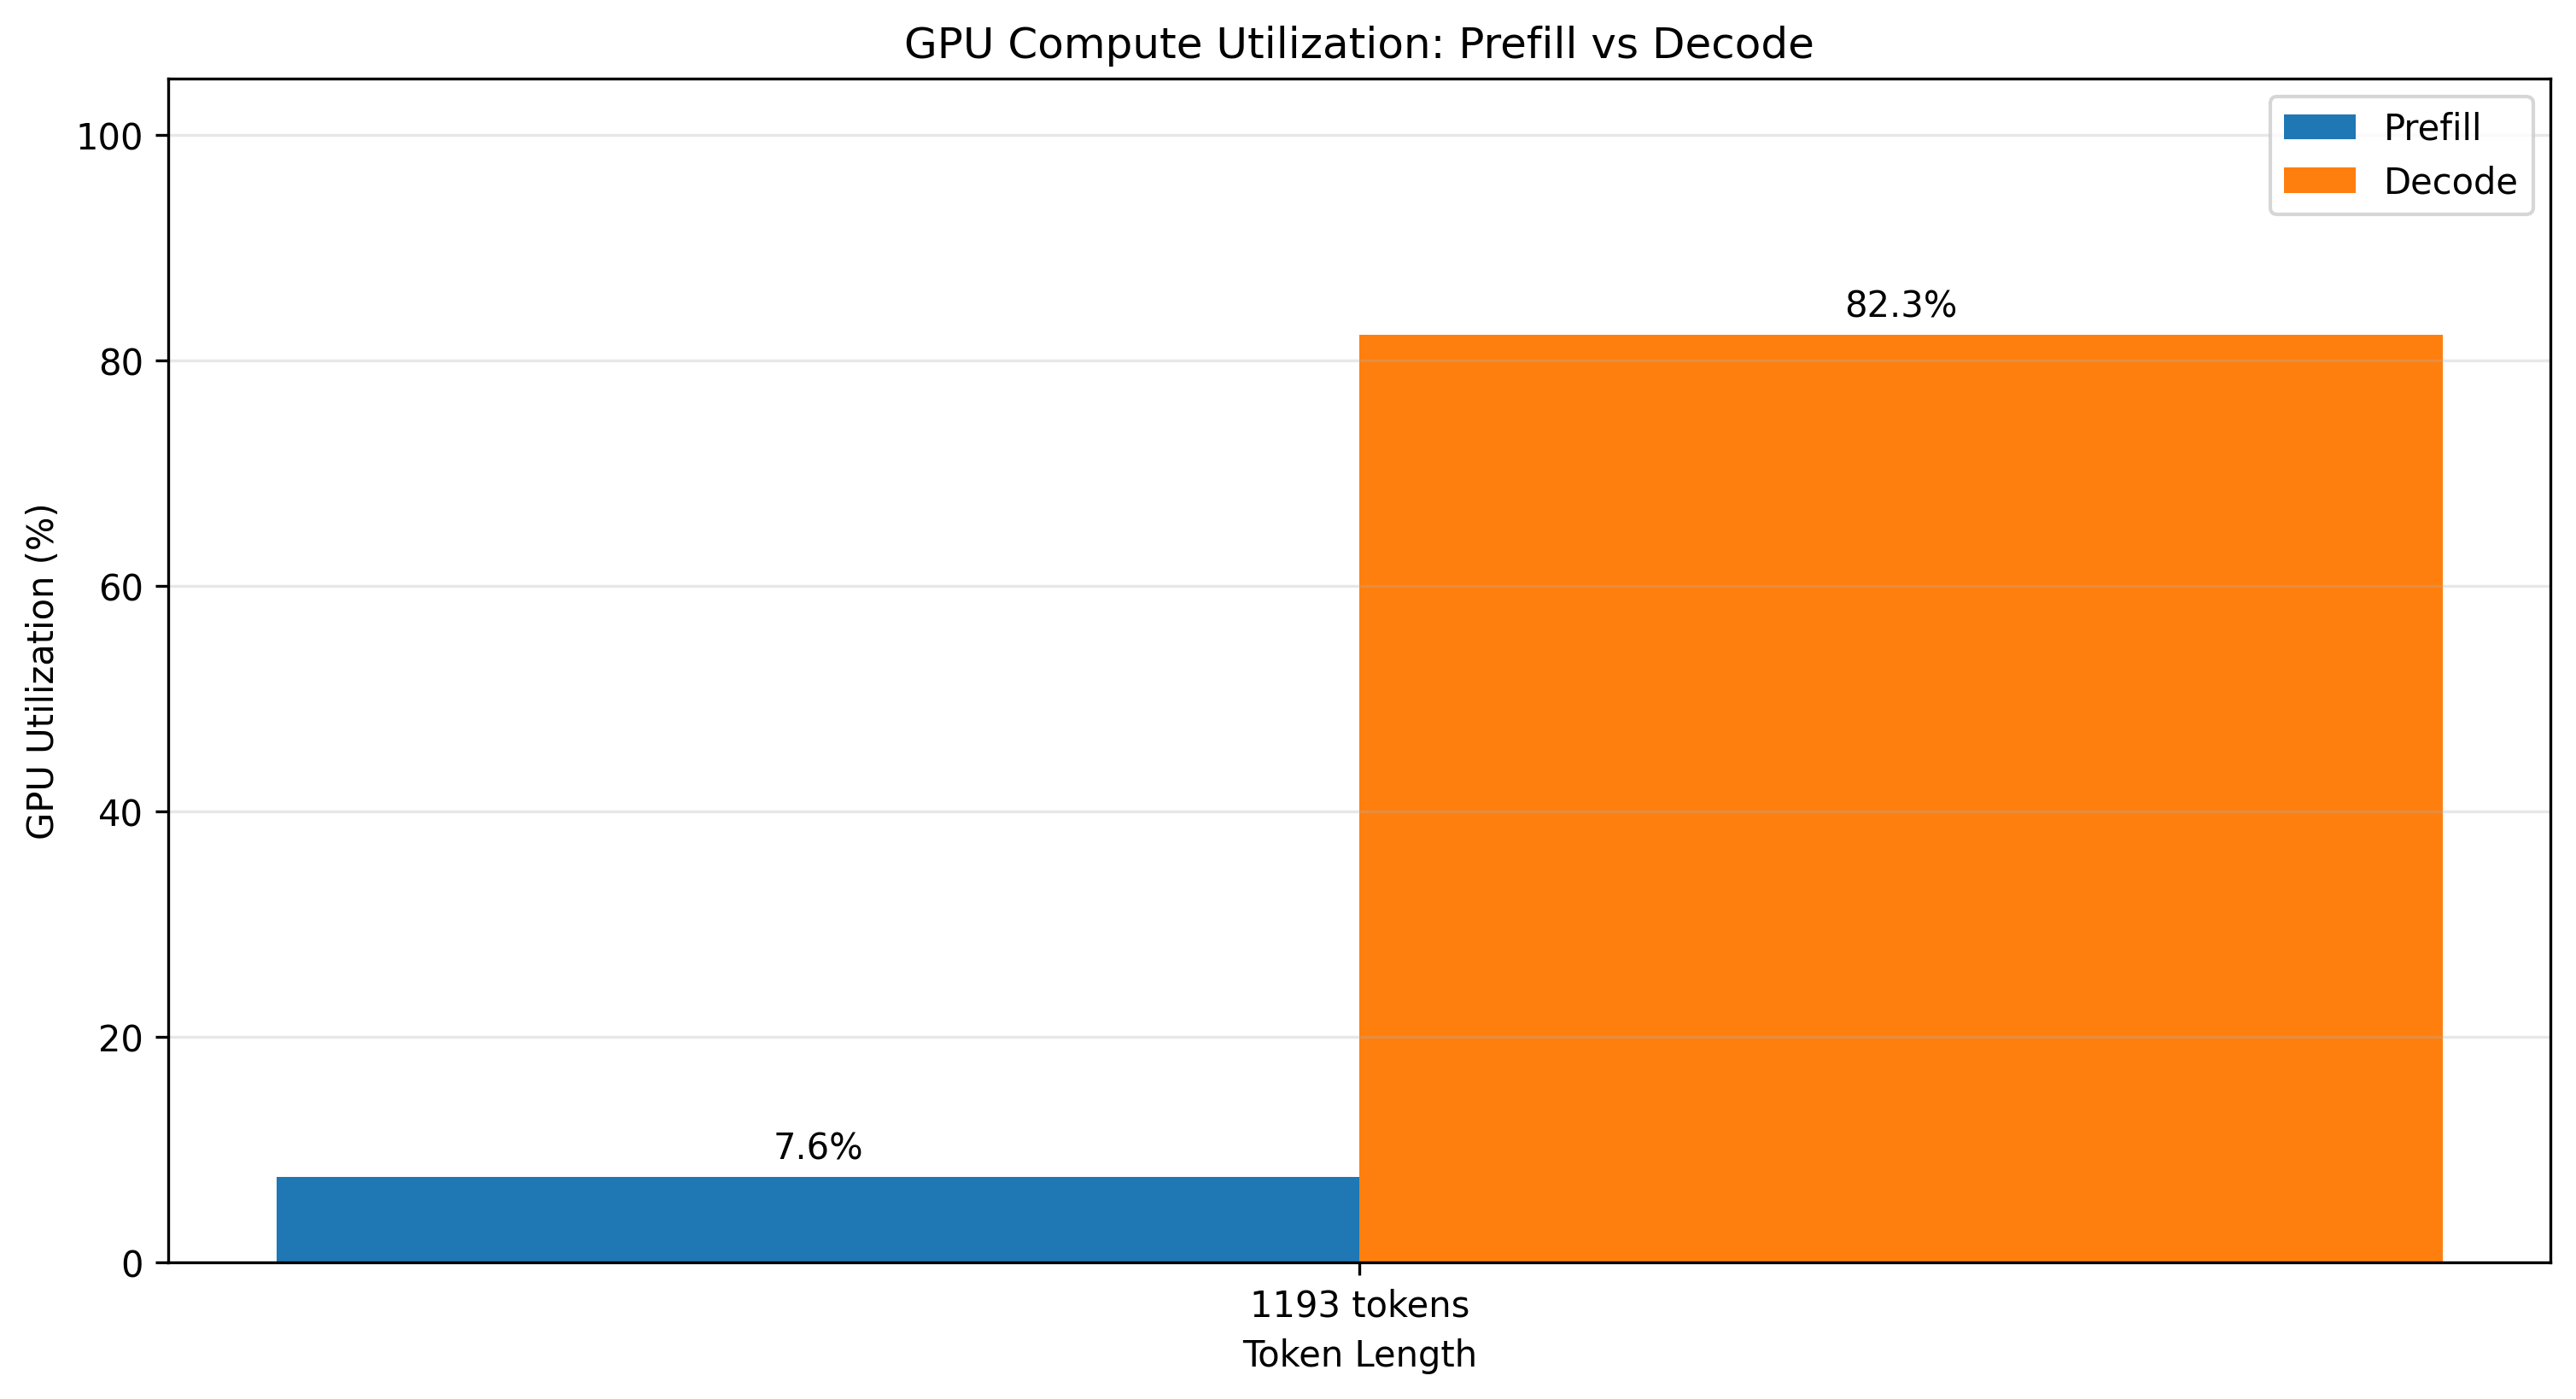 GPU Compute Utilization: Prefill vs Decode
Prefill
Decode
GPU Utilization (%)
100
80
60
40
20
0
82.3%
7.6%
1193 tokens
Token Length